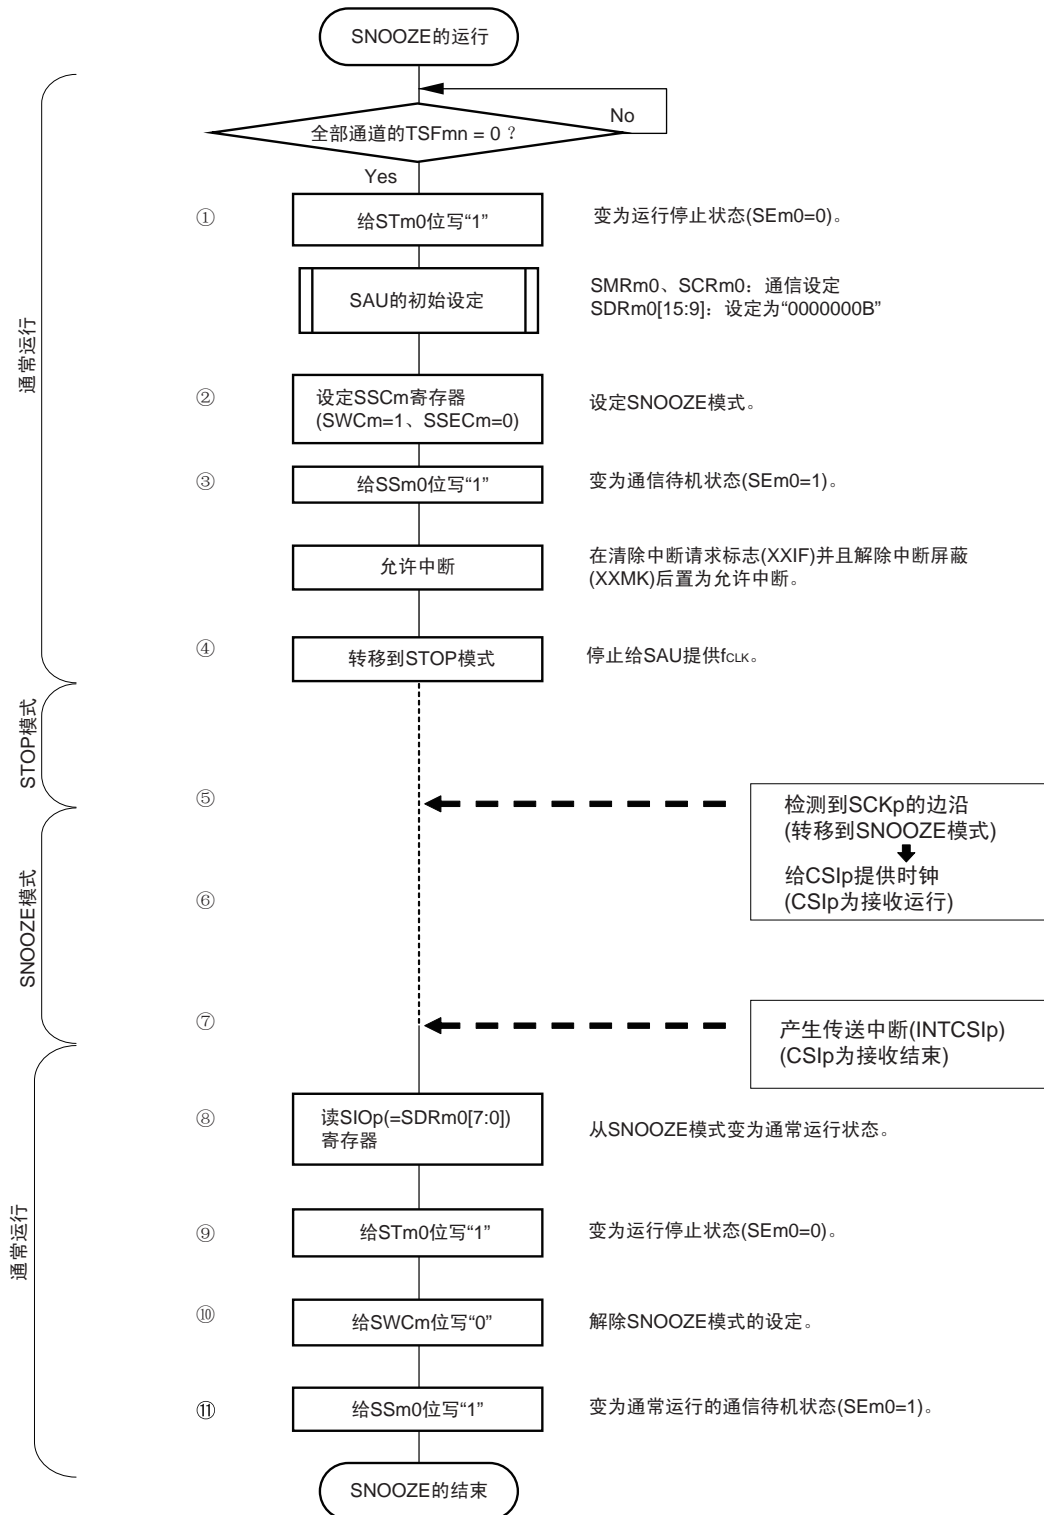 SNOOZE的运行
No
全部通道的TSFmn = 0 ?
Yes
① 给STm0位写“1” 变为运行停止状态(SEm0=0)。
SAU的初始设定
SMRm0、SCRm0：通信设定
SDRm0[15:9]：设定为“0000000B”
通常运行
② 设定SSCm寄存器
(SWCm=1、SSECm=0)
设定SNOOZE模式。
③ 给SSm0位写“1” 变为通信待机状态(SEm0=1)。
允许中断
在清除中断请求标志(XXIF)并且解除中断屏蔽
(XXMK)后置为允许中断。
④ 转移到STOP模式 停止给SAU提供fCLK。
STOP模式
⑤
检测到SCKp的边沿
(转移到SNOOZE模式)
给CSIp提供时钟
(CSIp为接收运行)
⑥
SNOOZE模式
⑦
产生传送中断(INTCSIp)
(CSIp为接收结束)
⑧ 读SIOp(=SDRm0[7:0])
寄存器
从SNOOZE模式变为通常运行状态。
通常运行
⑨ 给STm0位写“1” 变为运行停止状态(SEm0=0)。
⑩ 给SWCm位写“0” 解除SNOOZE模式的设定。
⑪ 给SSm0位写“1” 变为通常运行的通信待机状态(SEm0=1)。
SNOOZE的结束